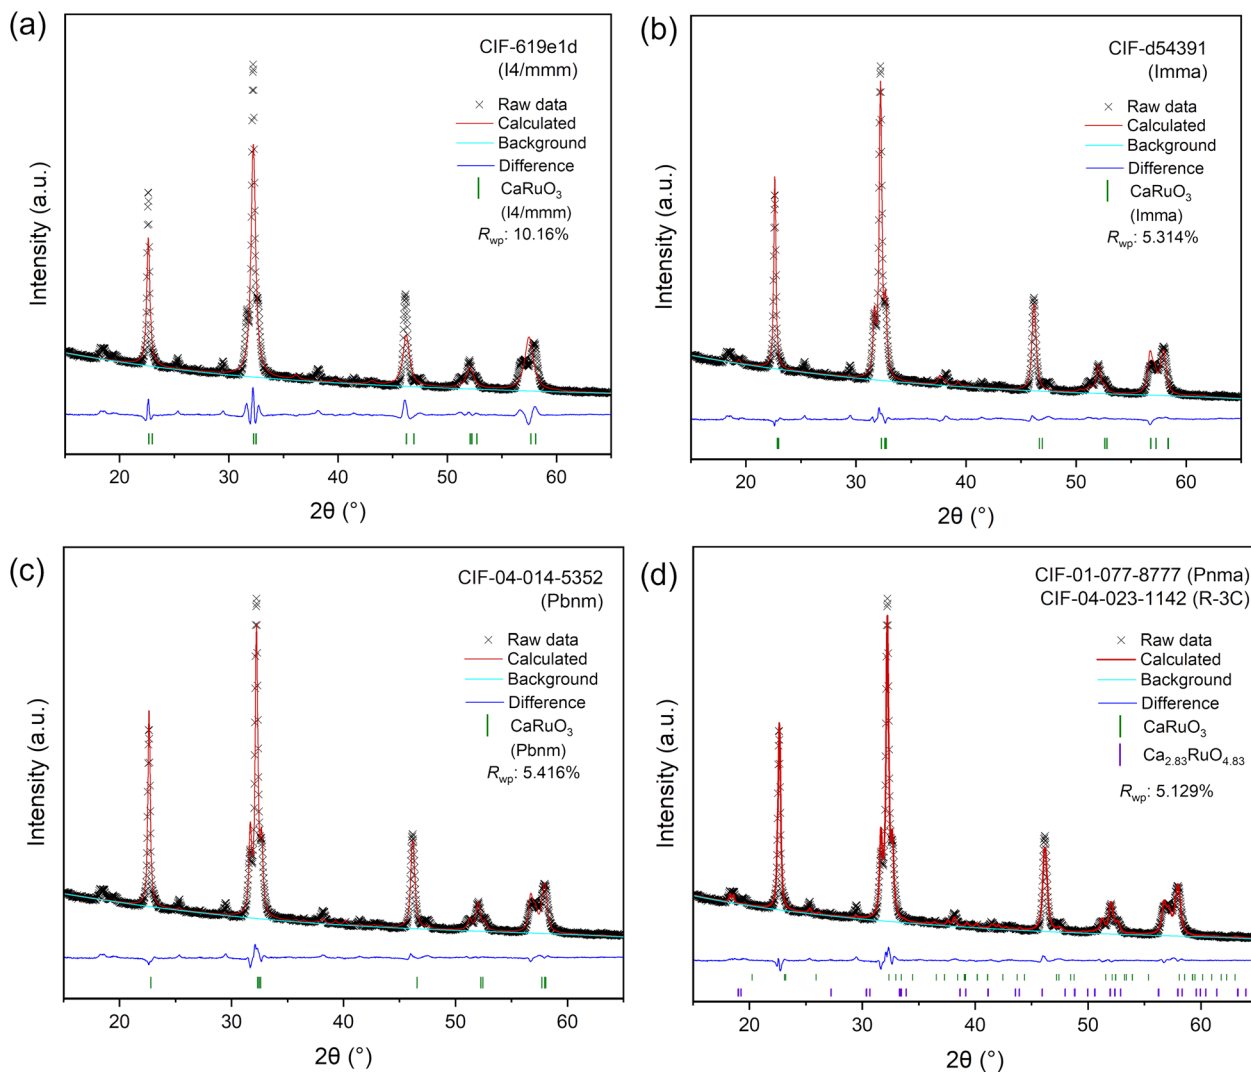 (a)
CIF-619e1d
(I4/mmm)
Raw data
Calculated
Background
Difference
CaRuO₃
(I4/mmm)
Rwp: 10.16%
Intensity (a.u.)
20
30
40
50
60
2θ (°)
(b)
CIF-d54391
(Imma)
Raw data
Calculated
Background
Difference
CaRuO₃
(Imma)
Rwp: 5.314%
Intensity (a.u.)
20
30
40
50
60
2θ (°)
(c)
CIF-04-014-5352
(Pbnm)
Raw data
Calculated
Background
Difference
CaRuO₃
(Pbnm)
Rwp: 5.416%
Intensity (a.u.)
20
30
40
50
60
2θ (°)
(d)
CIF-01-077-8777 (Pnma)
CIF-04-023-1142 (R-3C)
Raw data
Calculated
Background
Difference
CaRuO₃
Ca₂.₈₃RuO₄.₈₃
Rwp: 5.129%
Intensity (a.u.)
20
30
40
50
60
2θ (°)